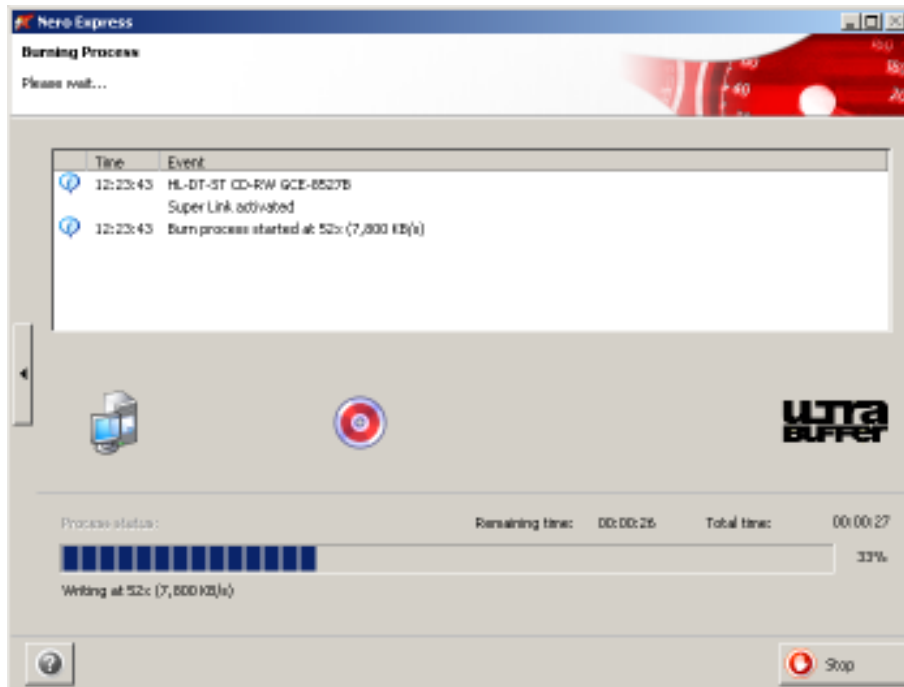 Nero Express
Burning Process
Please wait...
Time Event
12:23:43 HL-DT-ST CD-RW GCE-8527B
Super Link activated
12:23:43 Burn process started at 52x (7,800 KB/s)
ULTRA
BUFFER
Process status: Remaining time: 00:00:26 Total time: 00:00:27
33%
Writing at 52x (7,800 KB/s)
Stop